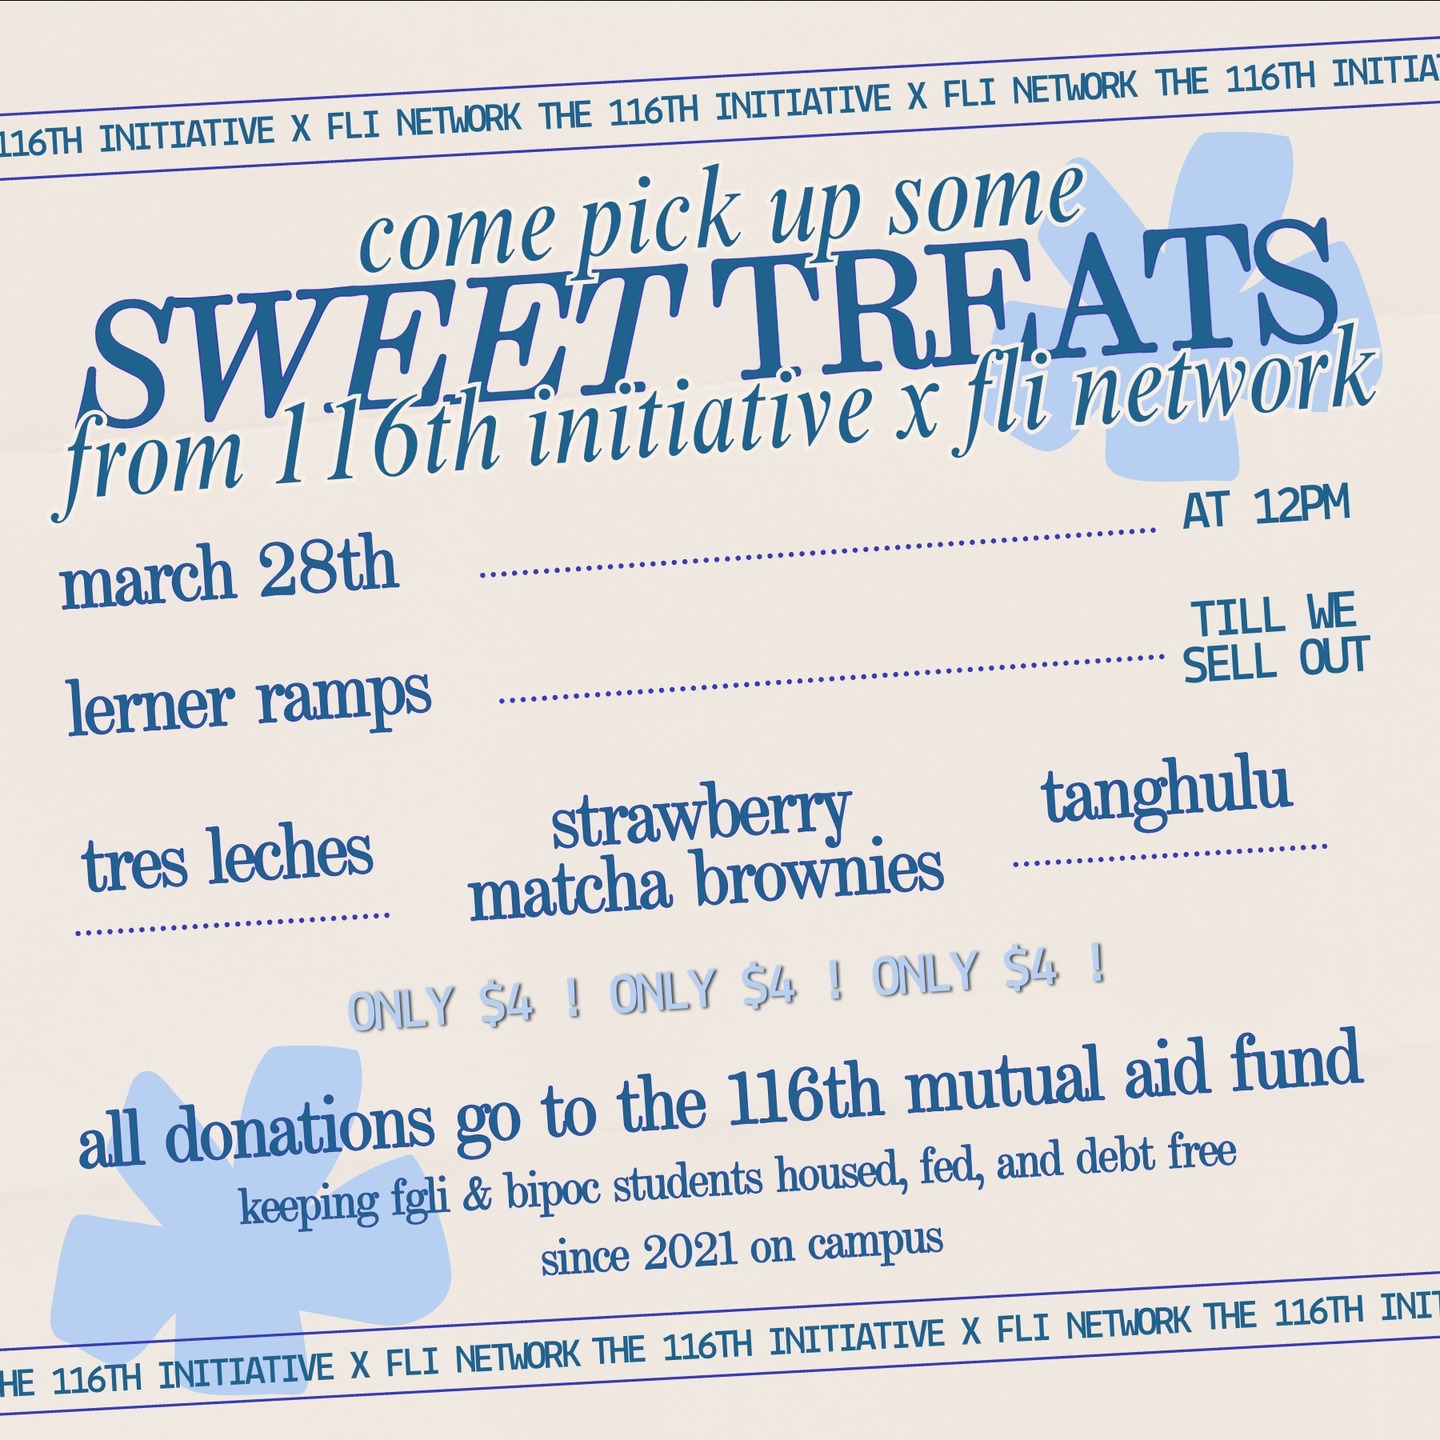 116TH INITIATIVE X FLI NETWORK THE 116TH INITIATIVE X FLI NETWORK THE 116TH INITIA
come pick up some
SWEET TREATS
from 116th initiative x fli network
march 28th AT 12PM
lerner ramps TILL WE
SELL OUT
tres leches
strawberry
matcha brownies
tanghulu
ONLY $4 ! ONLY $4 ! ONLY $4 !
all donations go to the 116th mutual aid fund
keeping fgli & bipoc students housed, fed, and debt free
since 2021 on campus
HE 116TH INITIATIVE X FLI NETWORK THE 116TH INITIATIVE X FLI NETWORK THE 116TH INIT